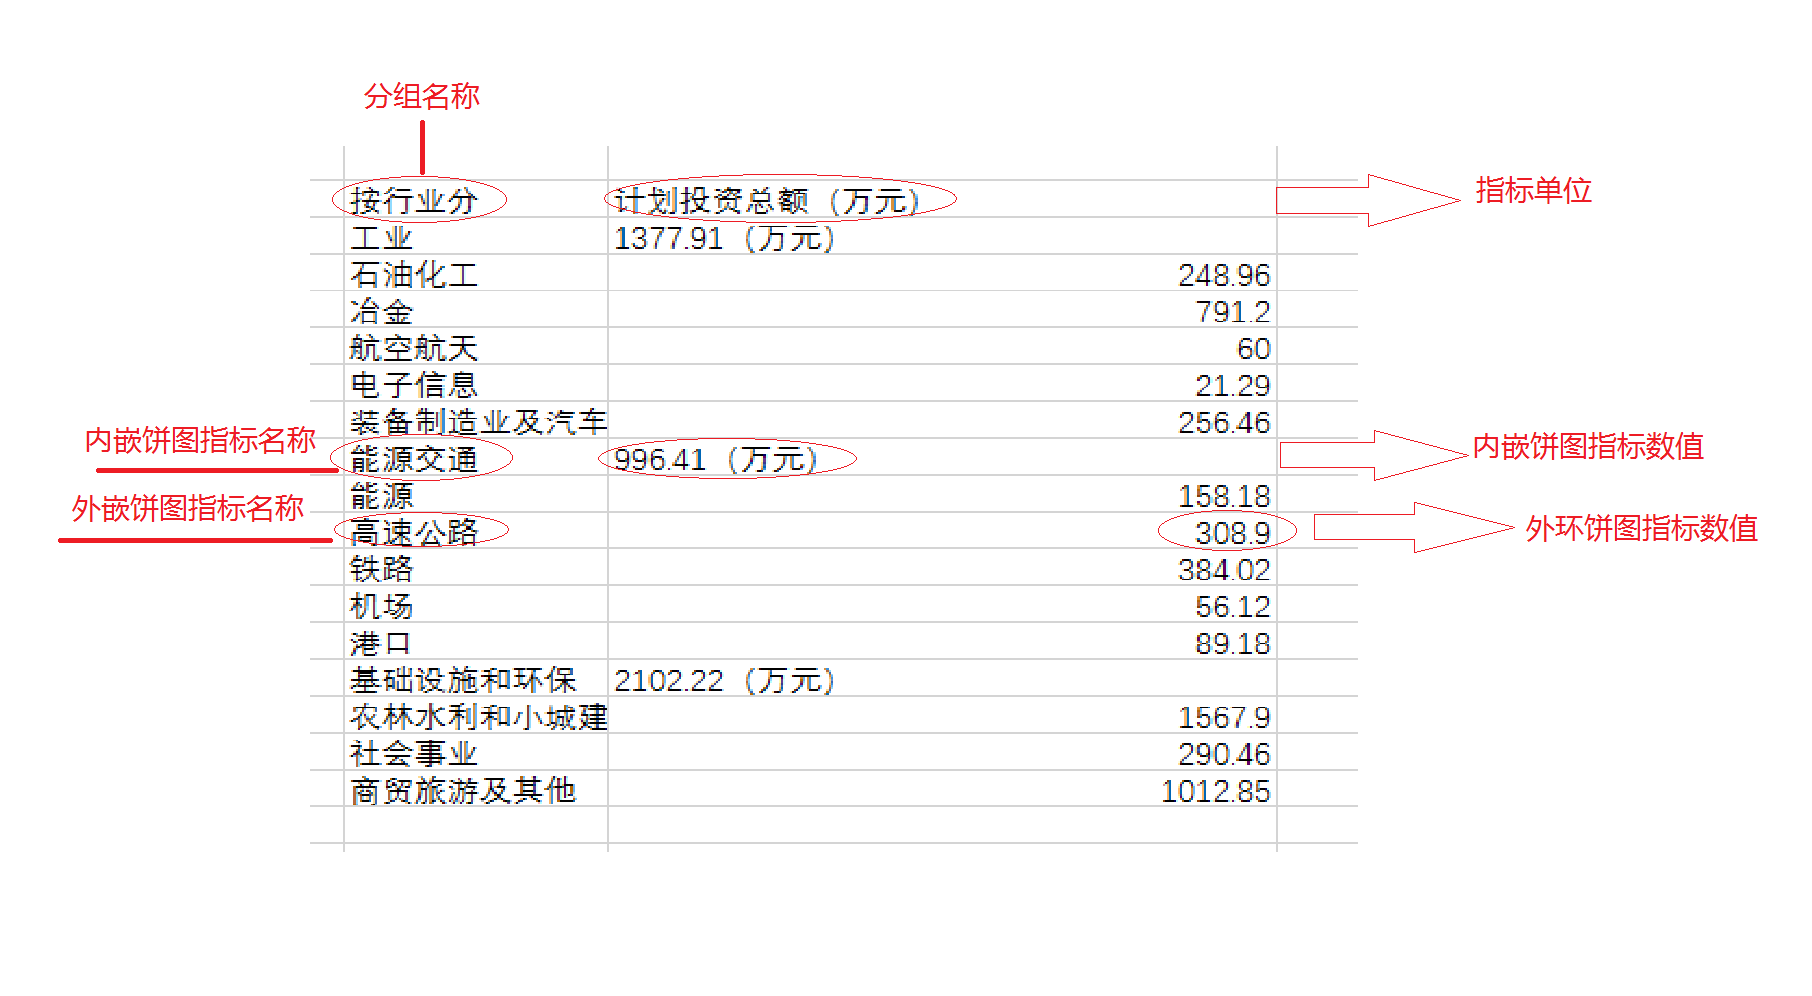 分组名称
按行业分 计划投资总额（万元） 指标单位
工业 1377.91（万元）
石油化工 248.96
冶金 791.2
航空航天 60
电子信息 21.29
装备制造业及汽车 256.46
内嵌饼图指标名称 能源交通 996.41（万元） 内嵌饼图指标数值
能源 158.18
外嵌饼图指标名称 高速公路 308.9 外环饼图指标数值
铁路 384.02
机场 56.12
港口 89.18
基础设施和环保 2102.22（万元）
农林水利和小城建 1567.9
社会事业 290.46
商贸旅游及其他 1012.85